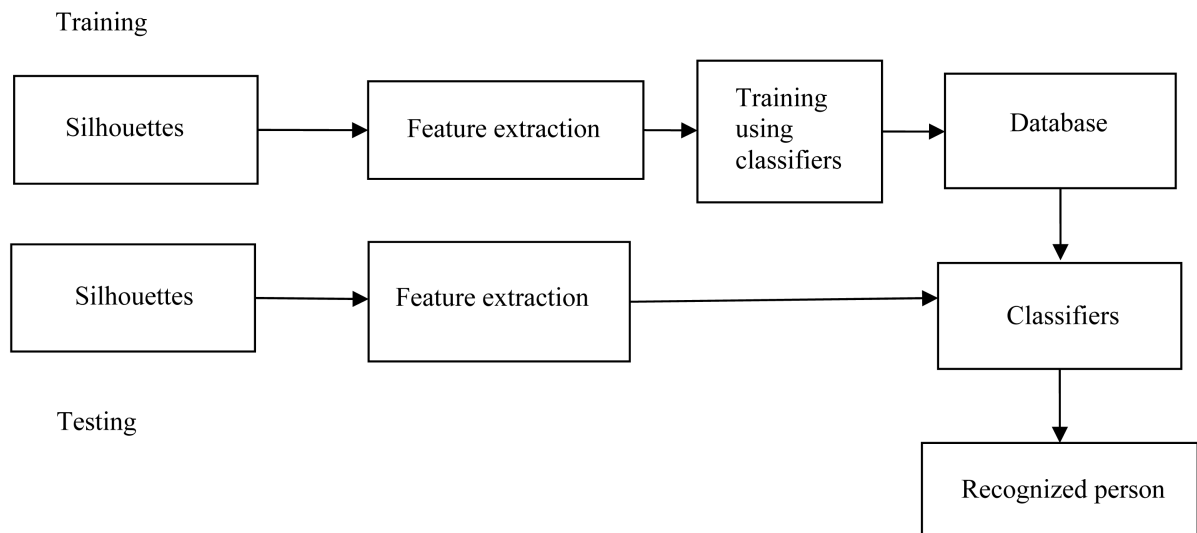 Training
Silhouettes
Feature extraction
Training
using
classifiers
Database
Silhouettes
Feature extraction
Classifiers
Testing
Recognized person